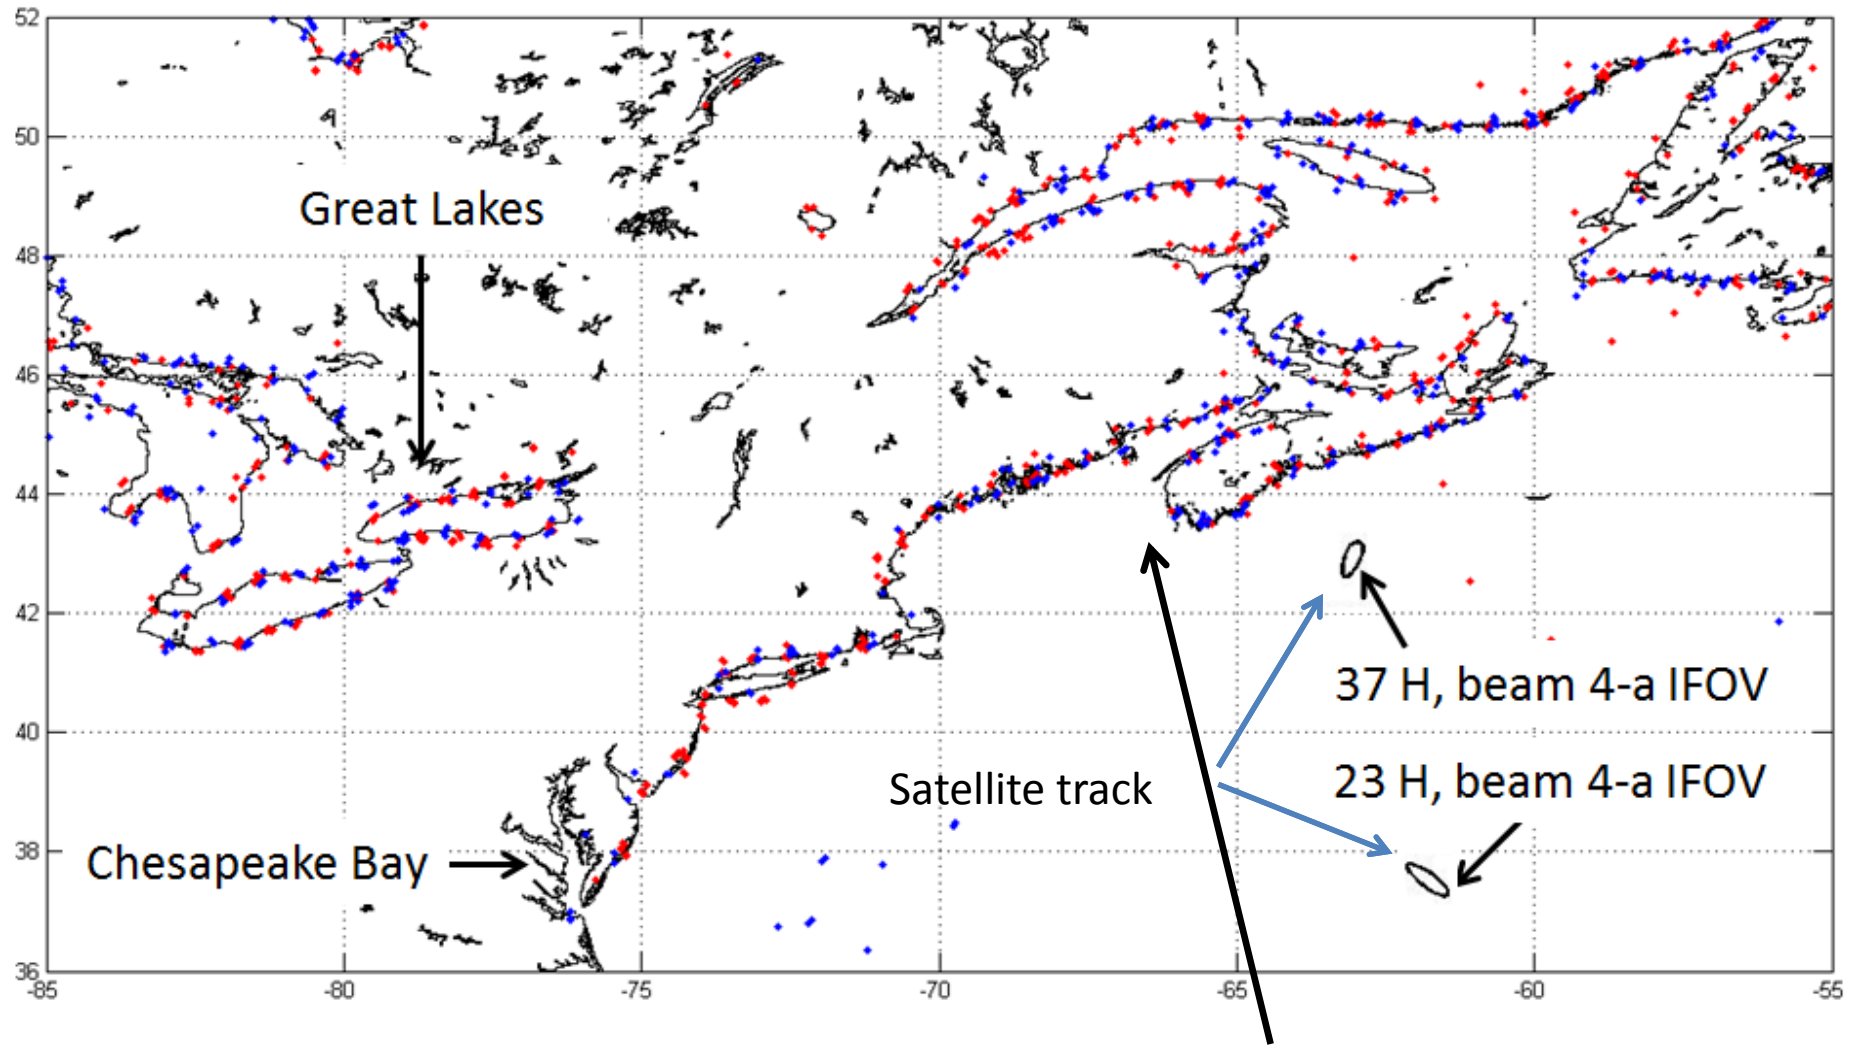 52
50
Great Lakes
48
46
44
42
37 H, beam 4-a IFOV
40
Satellite track
23 H, beam 4-a IFOV
38
Chesapeake Bay
36
-85 -80 -75 -70 -65 -60 -55